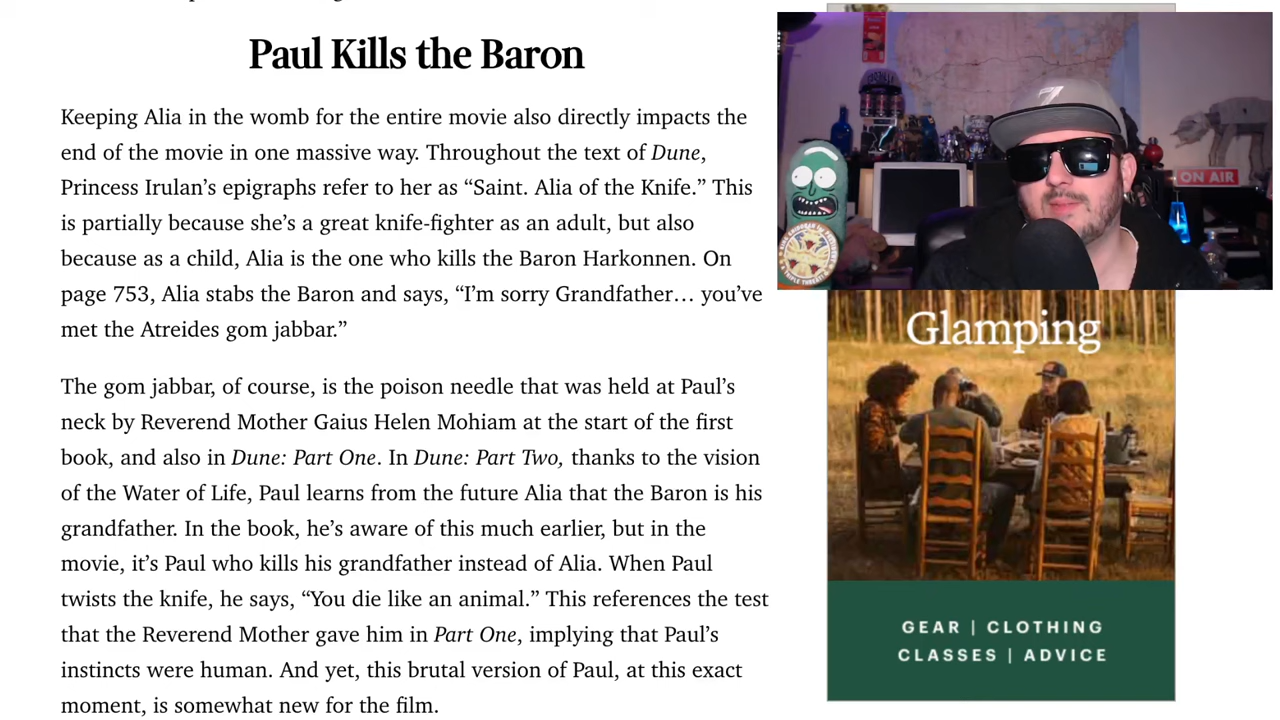 Paul Kills the Baron
Keeping Alia in the womb for the entire movie also directly impacts the
end of the movie in one massive way. Throughout the text of Dune,
Princess Irulan’s epigraphs refer to her as “Saint. Alia of the Knife.” This
is partially because she’s a great knife-fighter as an adult, but also
because as a child, Alia is the one who kills the Baron Harkonnen. On
page 753, Alia stabs the Baron and says, “I’m sorry Grandfather… you’ve
met the Atreides gom jabbar.”
The gom jabbar, of course, is the poison needle that was held at Paul’s
neck by Reverend Mother Gaius Helen Mohiam at the start of the first
book, and also in Dune: Part One. In Dune: Part Two, thanks to the vision
of the Water of Life, Paul learns from the future Alia that the Baron is his
grandfather. In the book, he’s aware of this much earlier, but in the
movie, it’s Paul who kills his grandfather instead of Alia. When Paul
twists the knife, he says, “You die like an animal.” This references the test
that the Reverend Mother gave him in Part One, implying that Paul’s
instincts were human. And yet, this brutal version of Paul, at this exact
moment, is somewhat new for the film.
ON AIR
Glamping
GEAR | CLOTHING
CLASSES | ADVICE